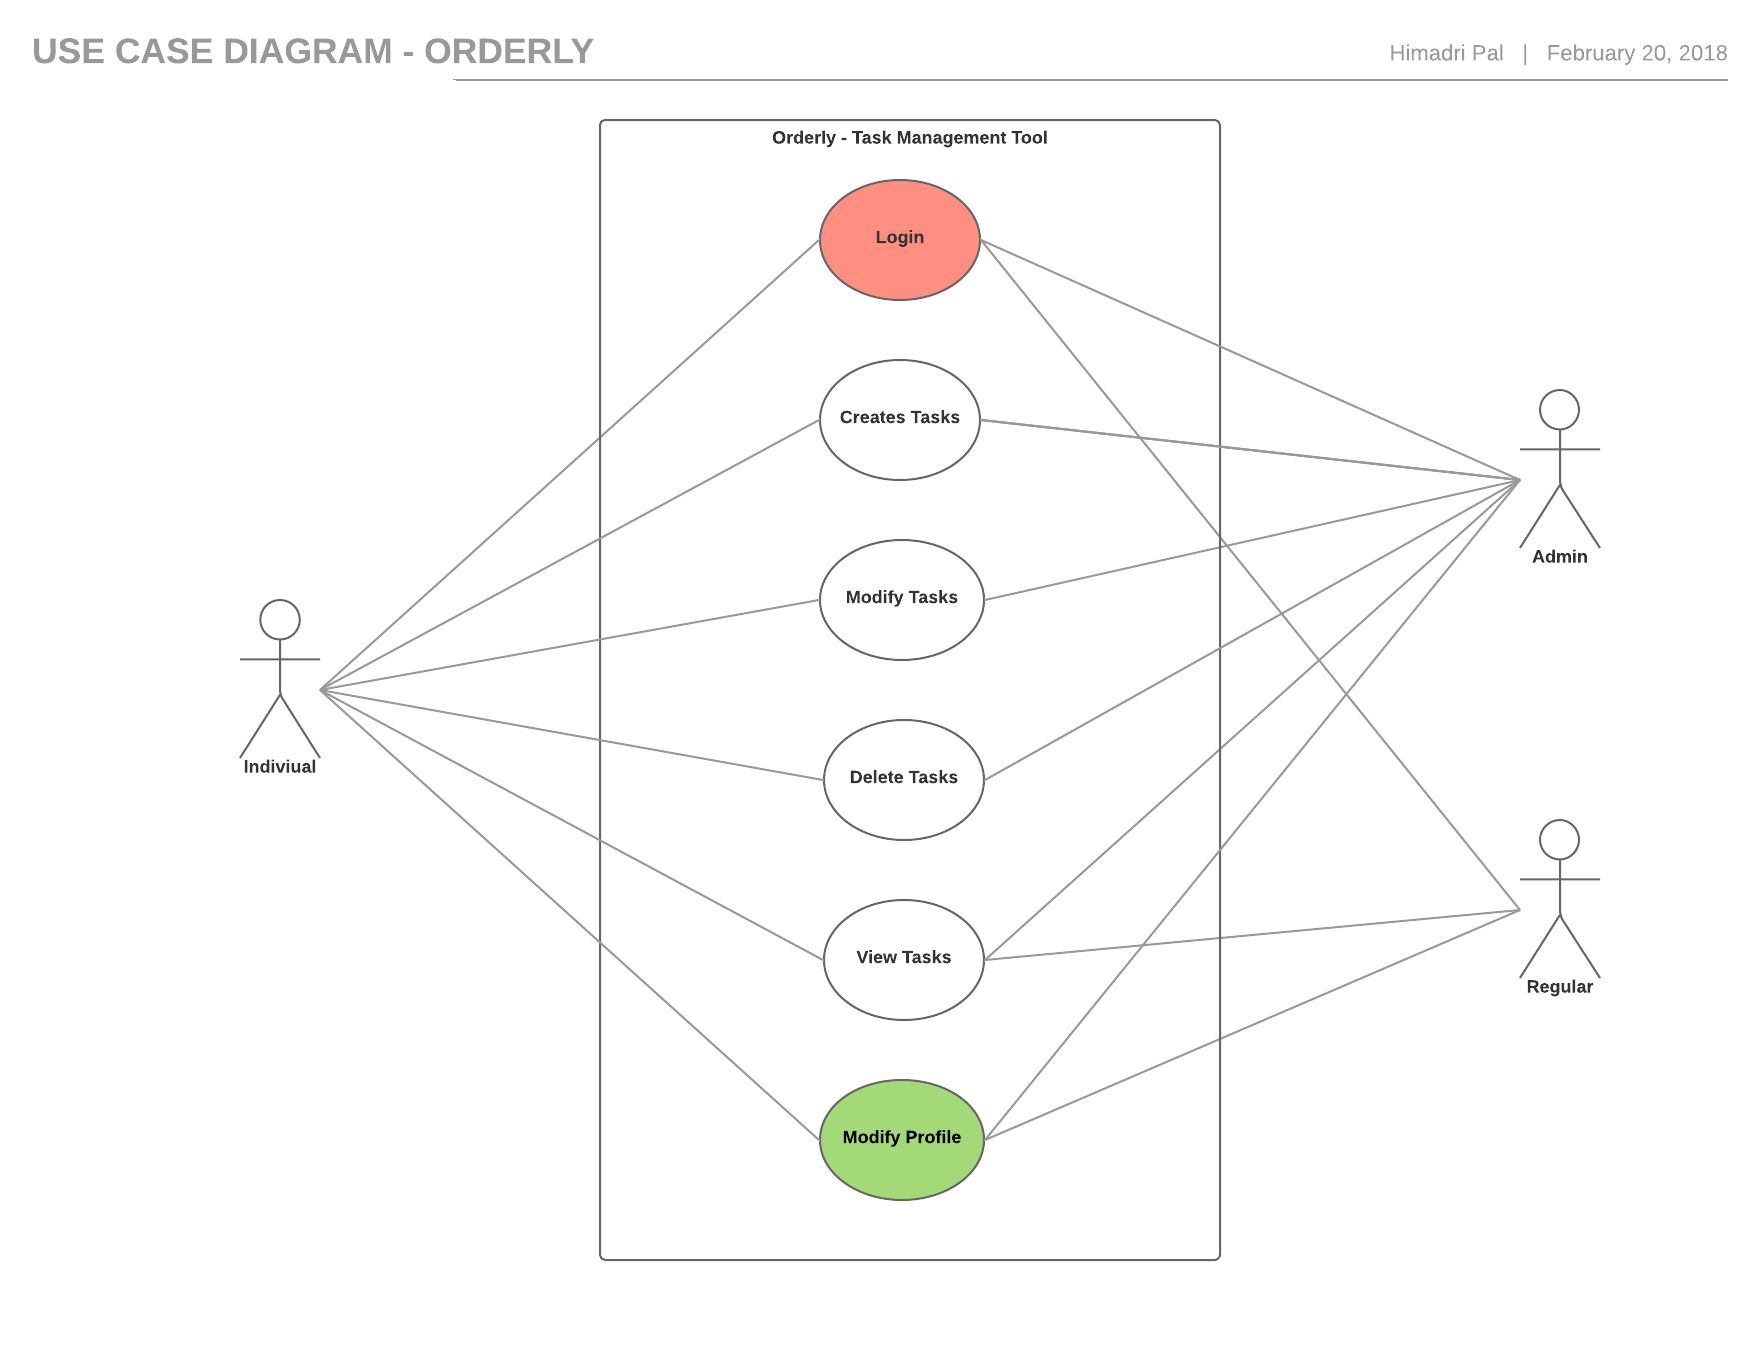 USE CASE DIAGRAM - ORDERLY
Himadri Pal | February 20, 2018
Orderly - Task Management Tool
Login
Creates Tasks
Admin
Modify Tasks
Indiviual
Delete Tasks
View Tasks
Regular
Modify Profile